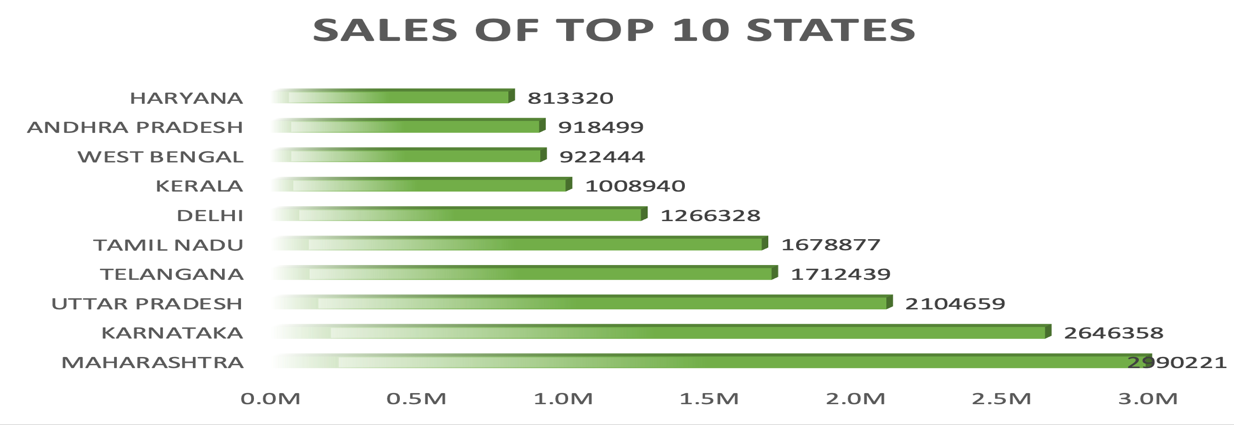 SALES OF TOP 10 STATES
HARYANA 813320
ANDHRA PRADESH 918499
WEST BENGAL 922444
KERALA 1008940
DELHI 1266328
TAMIL NADU 1678877
TELANGANA 1712439
UTTAR PRADESH 2104659
KARNATAKA 2646358
MAHARASHTRA 2990221
0.0M 0.5M 1.0M 1.5M 2.0M 2.5M 3.0M